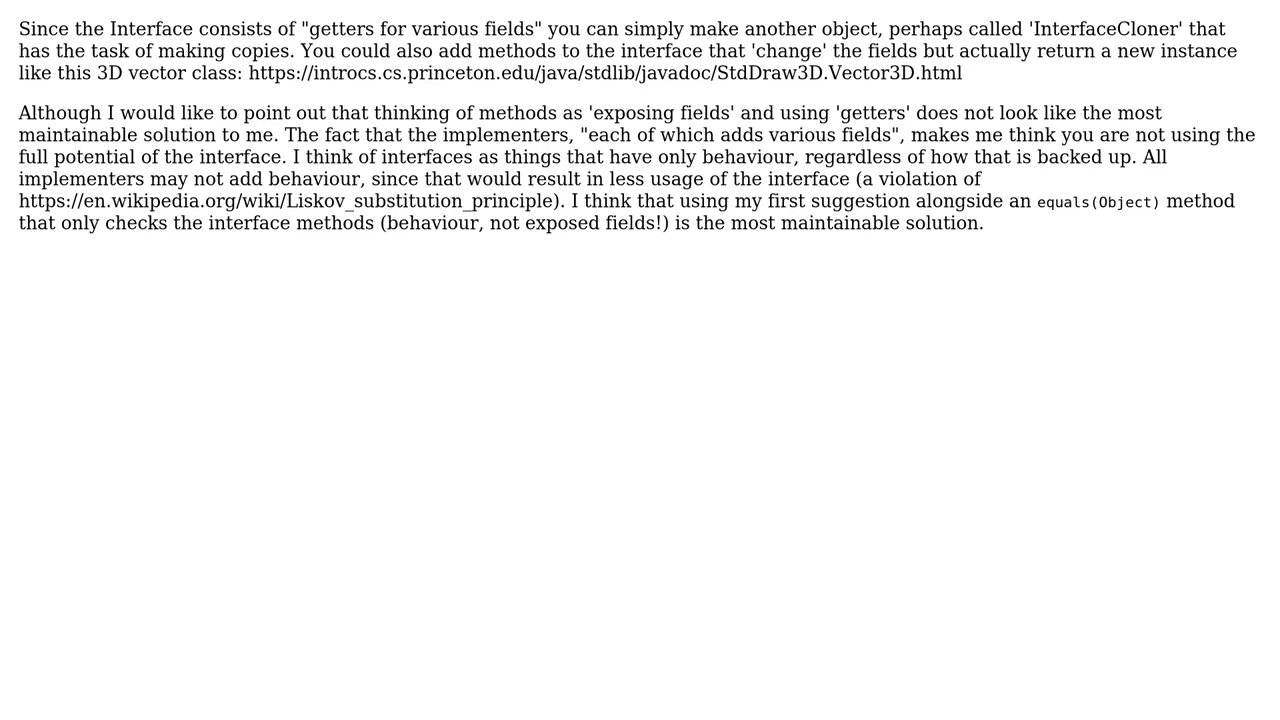 Since the Interface consists of "getters for various fields" you can simply make another object, perhaps called 'InterfaceCloner' that
has the task of making copies. You could also add methods to the interface that 'change' the fields but actually return a new instance
like this 3D vector class: https://introcs.cs.princeton.edu/java/stdlib/javadoc/StdDraw3D.Vector3D.html
Although I would like to point out that thinking of methods as 'exposing fields' and using 'getters' does not look like the most
maintainable solution to me. The fact that the implementers, "each of which adds various fields", makes me think you are not using the
full potential of the interface. I think of interfaces as things that have only behaviour, regardless of how that is backed up. All
implementers may not add behaviour, since that would result in less usage of the interface (a violation of
https://en.wikipedia.org/wiki/Liskov_substitution_principle). I think that using my first suggestion alongside an equals(Object) method
that only checks the interface methods (behaviour, not exposed fields!) is the most maintainable solution.